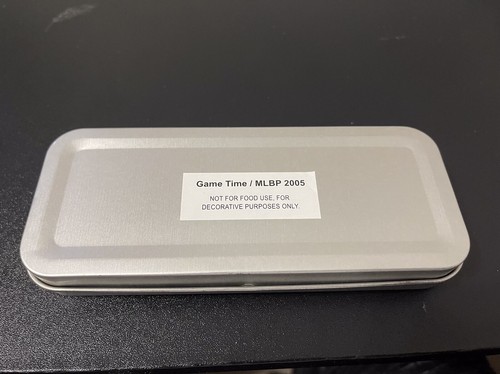 Game Time / MLBP 2005
NOT FOR FOOD USE, FOR
DECORATIVE PURPOSES ONLY.